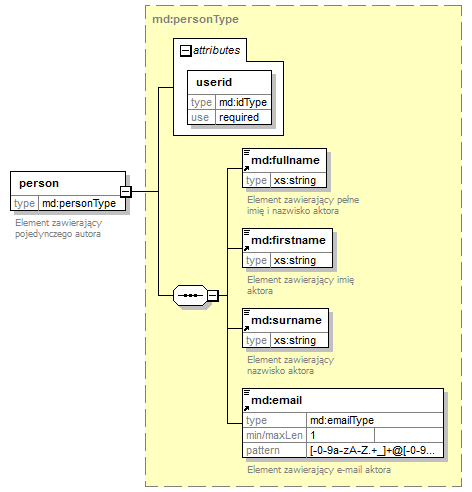 md:personType
attributes
userid
type md:idType
use required
person
type md:personType
Element zawierający
pojedynczego autora
md:fullname
type xs:string
Element zawierający pełne
imię i nazwisko aktora
md:firstname
type xs:string
Element zawierający imię
aktora
md:surname
type xs:string
Element zawierający
nazwisko aktora
md:email
type md:emailType
min/maxLen 1
pattern [-0-9a-zA-Z.+_]+@[-0-9...
Element zawierający e-mail aktora